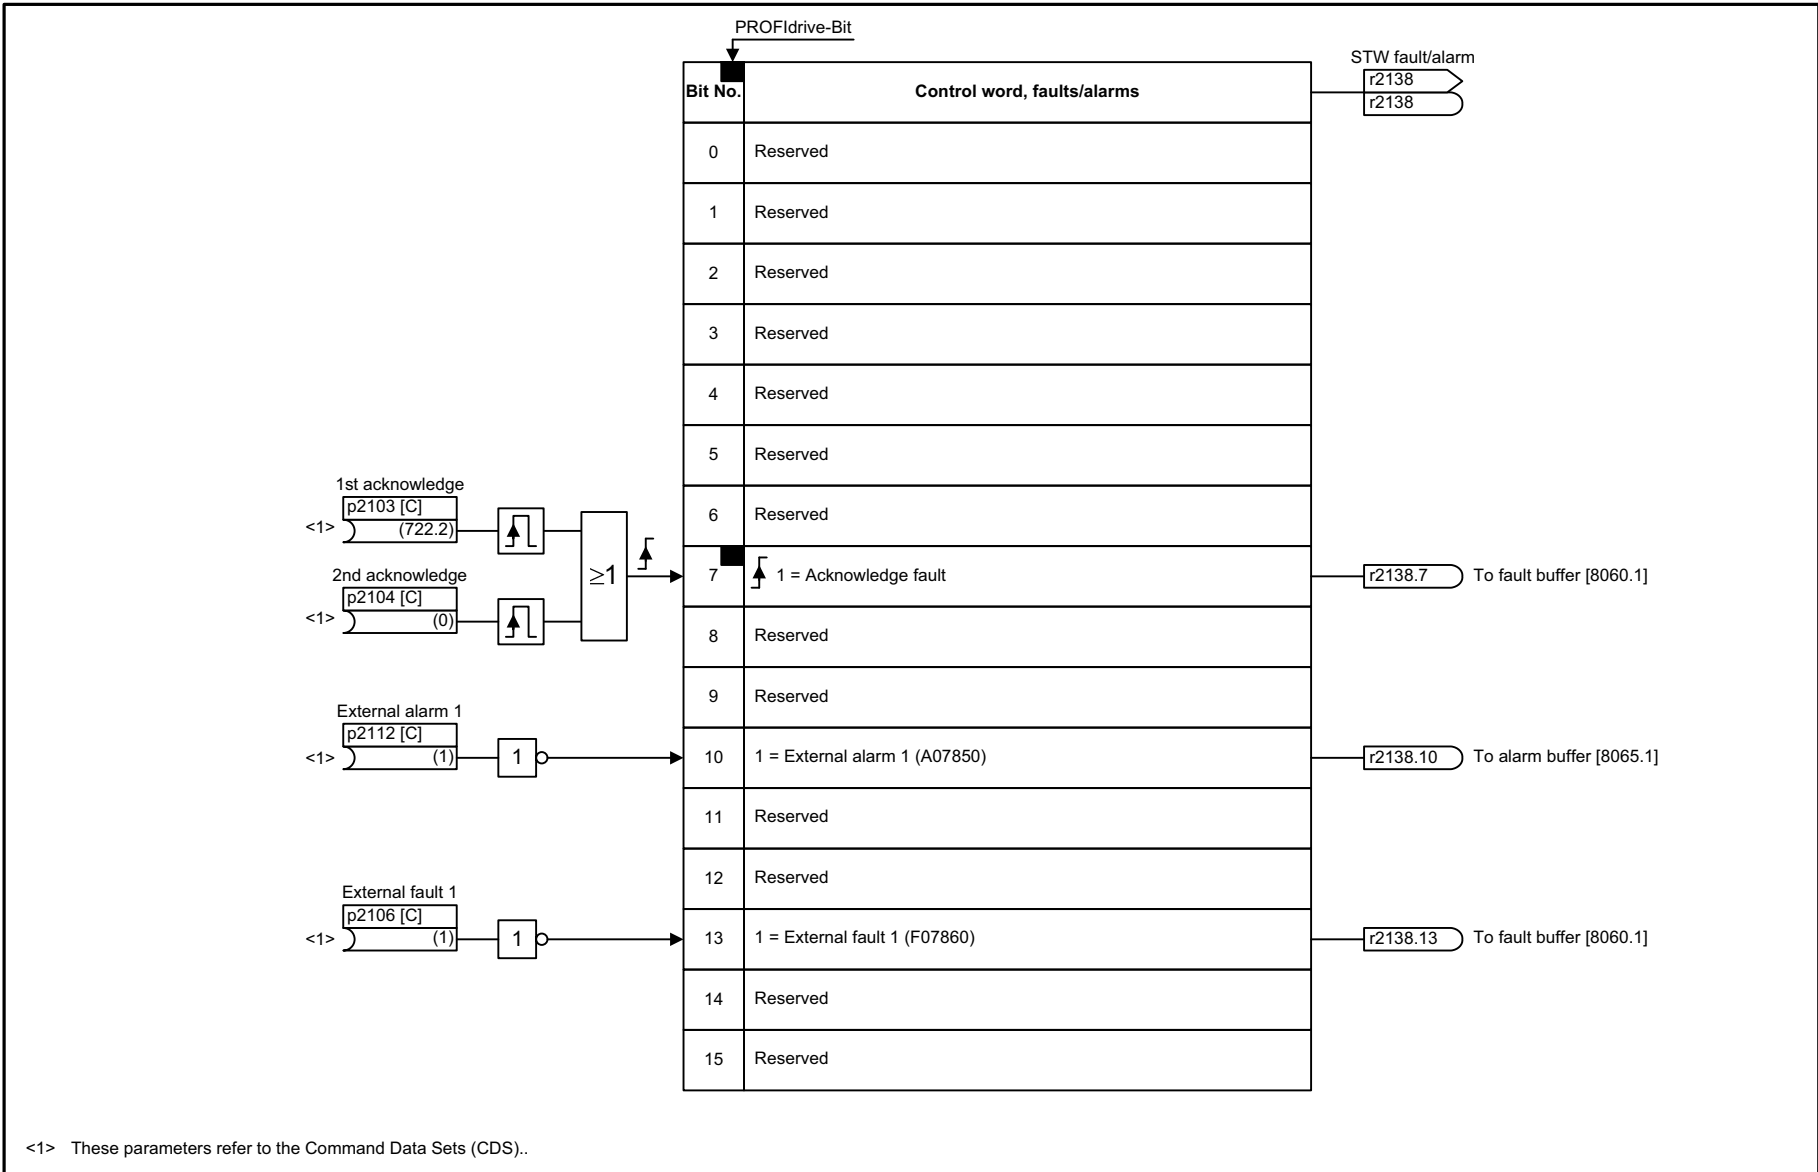 PROFIdrive-Bit
STW fault/alarm
r2138
r2138
Bit No.
Control word, faults/alarms
0 Reserved
1 Reserved
2 Reserved
3 Reserved
4 Reserved
5 Reserved
1st acknowledge
p2103 [C]
<1> (722.2)
6 Reserved
2nd acknowledge
p2104 [C]
<1> (0)
≥1
7 1 = Acknowledge fault
r2138.7 To fault buffer [8060.1]
8 Reserved
9 Reserved
External alarm 1
p2112 [C]
<1> (1)
1
10 1 = External alarm 1 (A07850)
r2138.10 To alarm buffer [8065.1]
11 Reserved
12 Reserved
External fault 1
p2106 [C]
<1> (1)
1
13 1 = External fault 1 (F07860)
r2138.13 To fault buffer [8060.1]
14 Reserved
15 Reserved
<1> These parameters refer to the Command Data Sets (CDS)..